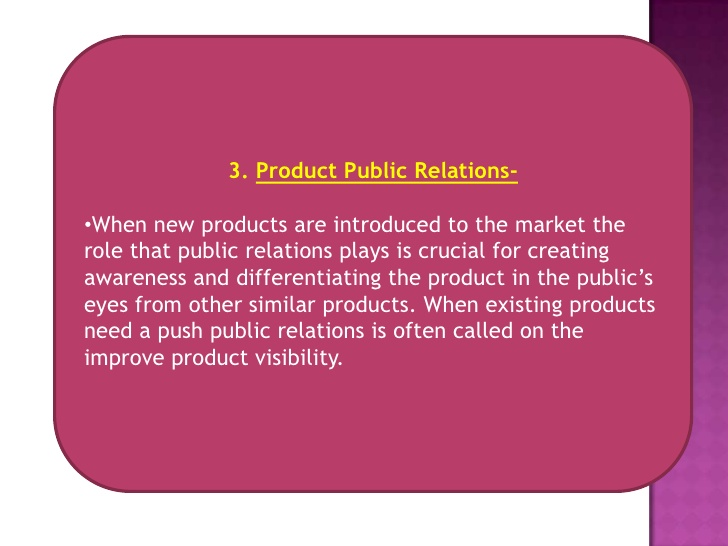 3. Product Public Relations-
•When new products are introduced to the market the
role that public relations plays is crucial for creating
awareness and differentiating the product in the public’s
eyes from other similar products. When existing products
need a push public relations is often called on the
improve product visibility.